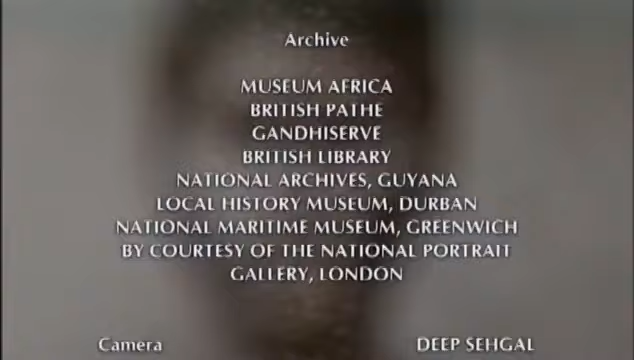 Archive
MUSEUM AFRICA
BRITISH PATHE
GANDHISERVE
BRITISH LIBRARY
NATIONAL ARCHIVES, GUYANA
LOCAL HISTORY MUSEUM, DURBAN
NATIONAL MARITIME MUSEUM, GREENWICH
BY COURTESY OF THE NATIONAL PORTRAIT
GALLERY, LONDON
Camera DEEP SEHGAL